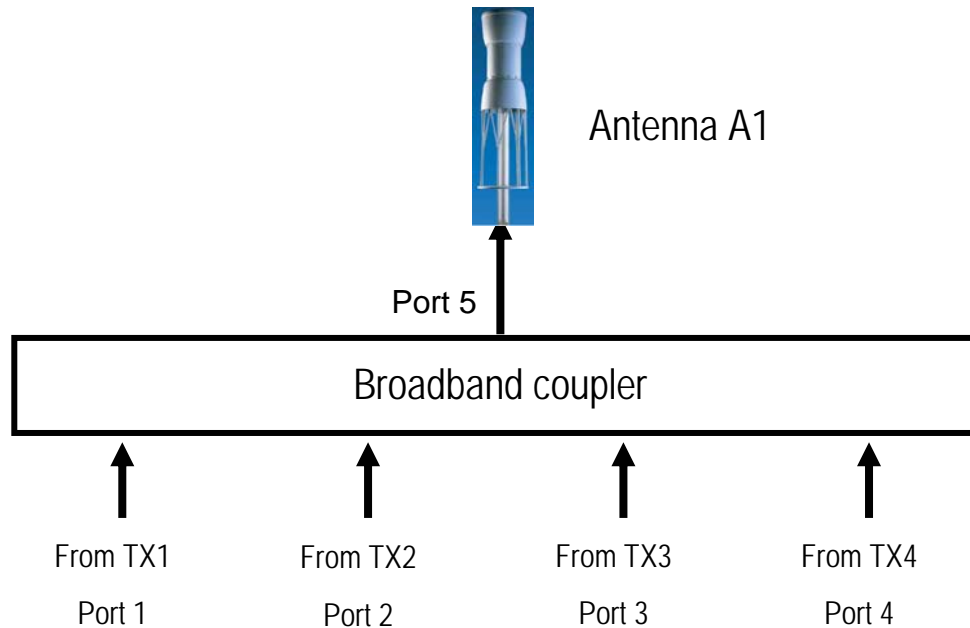 Antenna A1
Port 5
Broadband coupler
From TX1 From TX2 From TX3 From TX4
Port 1 Port 2 Port 3 Port 4